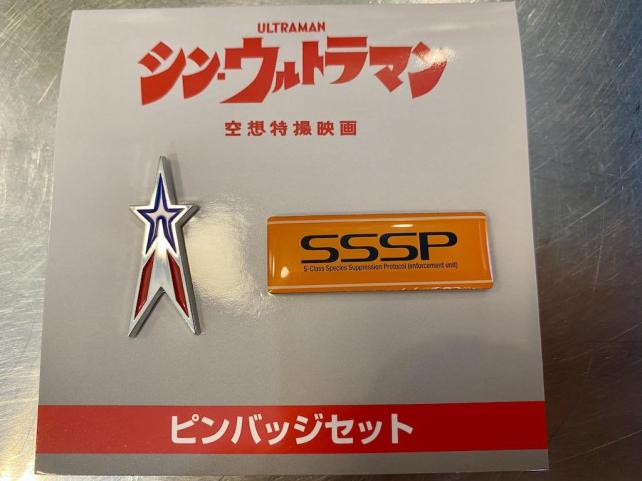 ULTRAMAN
シン・ウルトラマン
空想特撮映画
SSSP
S-Class Species Suppression Protocol (enforcement unit)
ピンバッジセット